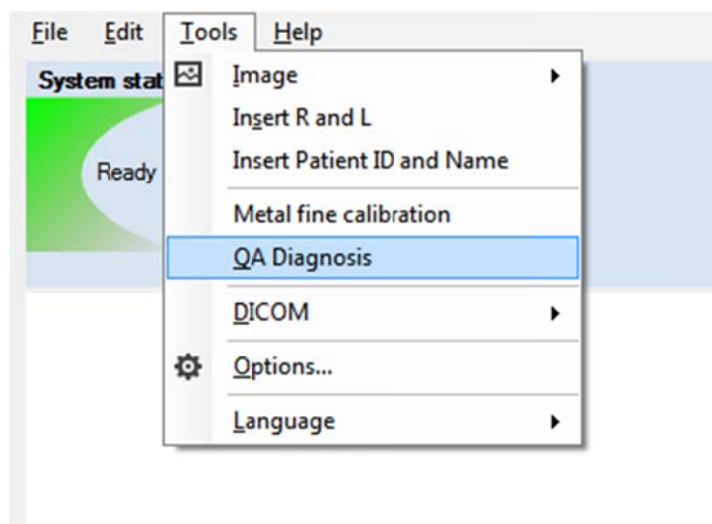 File Edit Tools Help
System stat
Image
Ready
Insert R and L
Insert Patient ID and Name
Metal fine calibration
QA Diagnosis
DICOM
Options...
Language